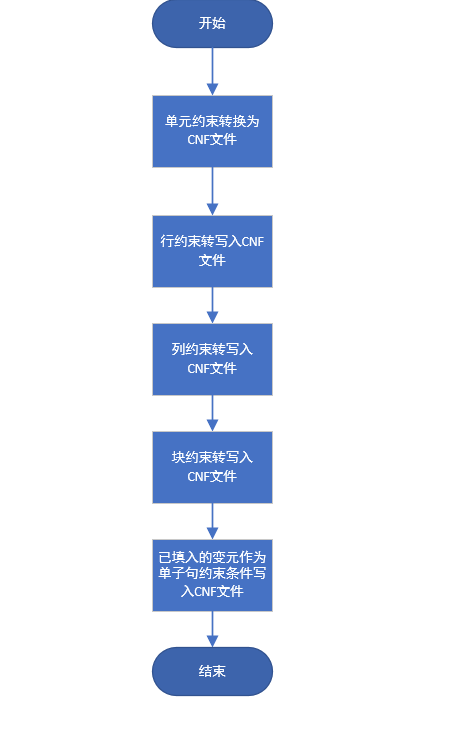 开始
单元约束转换为
CNF文件
行约束转写入CNF
文件
列约束转写入
CNF文件
块约束转写入
CNF文件
已填入的变元作为
单子句约束条件写
入CNF文件
结束